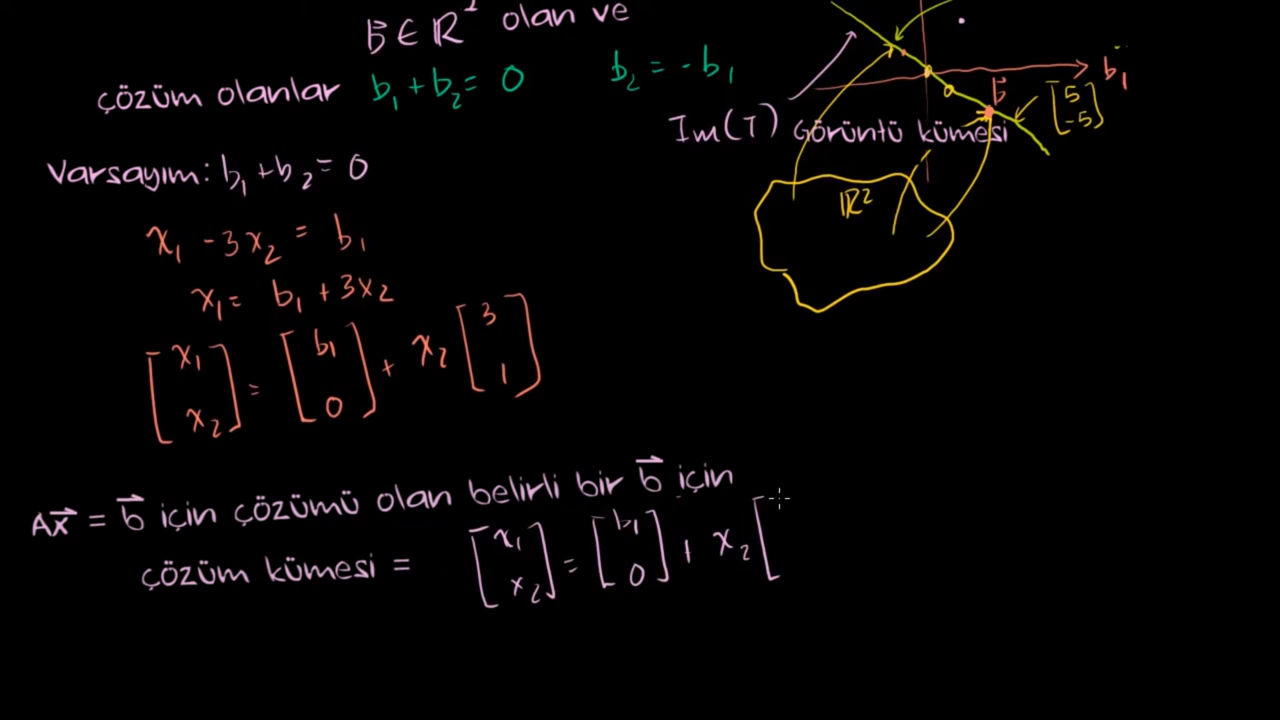 b⃗ ∈ ℝ² olan ve
çözüm olanlar b₁ + b₂ = 0 b₂ = -b₁
b₁
b⃗ [5 -5]
Im(T) Görüntü kümesi
Varsayım: b₁ + b₂ = 0
ℝ²
x₁ - 3x₂ = b₁
x₁ = b₁ + 3x₂
[x₁ x₂] = [b₁ 0] + x₂ [3 1]
Ax⃗ = b⃗ için çözümü olan belirli bir b⃗ için
çözüm kümesi = [x₁ x₂] = [b₁ 0] + x₂ [